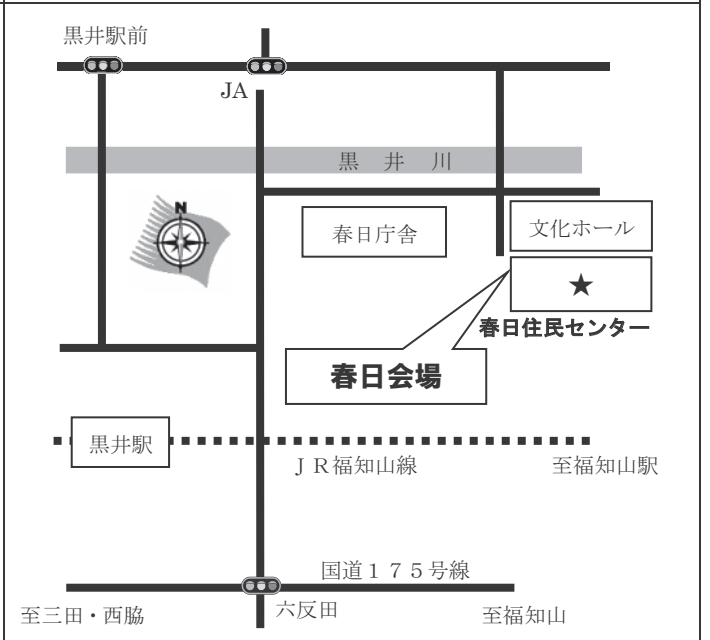 黒井駅前
JA
黒　井　川
N
春日庁舎
文化ホール
★
春日住民センター
春日会場
黒井駅
ＪＲ福知山線
至福知山駅
国道１７５号線
至三田・西脇
六反田
至福知山